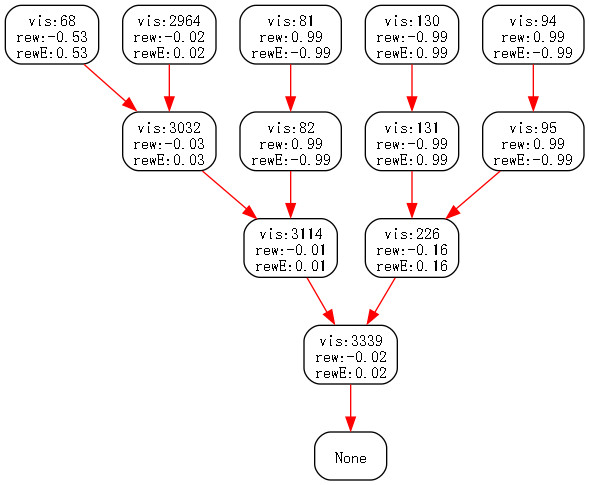 vis:68
rew:-0.53
rewE:0.53
vis:2964
rew:-0.02
rewE:0.02
vis:81
rew:0.99
rewE:-0.99
vis:130
rew:-0.99
rewE:0.99
vis:94
rew:0.99
rewE:-0.99
vis:3032
rew:-0.03
rewE:0.03
vis:82
rew:0.99
rewE:-0.99
vis:131
rew:-0.99
rewE:0.99
vis:95
rew:0.99
rewE:-0.99
vis:3114
rew:-0.01
rewE:0.01
vis:226
rew:-0.16
rewE:0.16
vis:3339
rew:-0.02
rewE:0.02
None